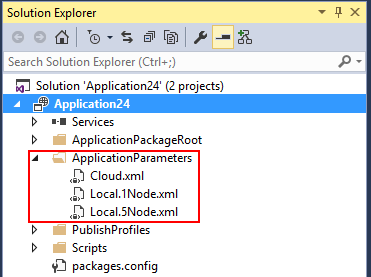 Solution Explorer
Search Solution Explorer (Ctrl+;)
Solution 'Application24' (2 projects)
Application24
Services
ApplicationPackageRoot
ApplicationParameters
Cloud.xml
Local.1Node.xml
Local.5Node.xml
PublishProfiles
Scripts
packages.config